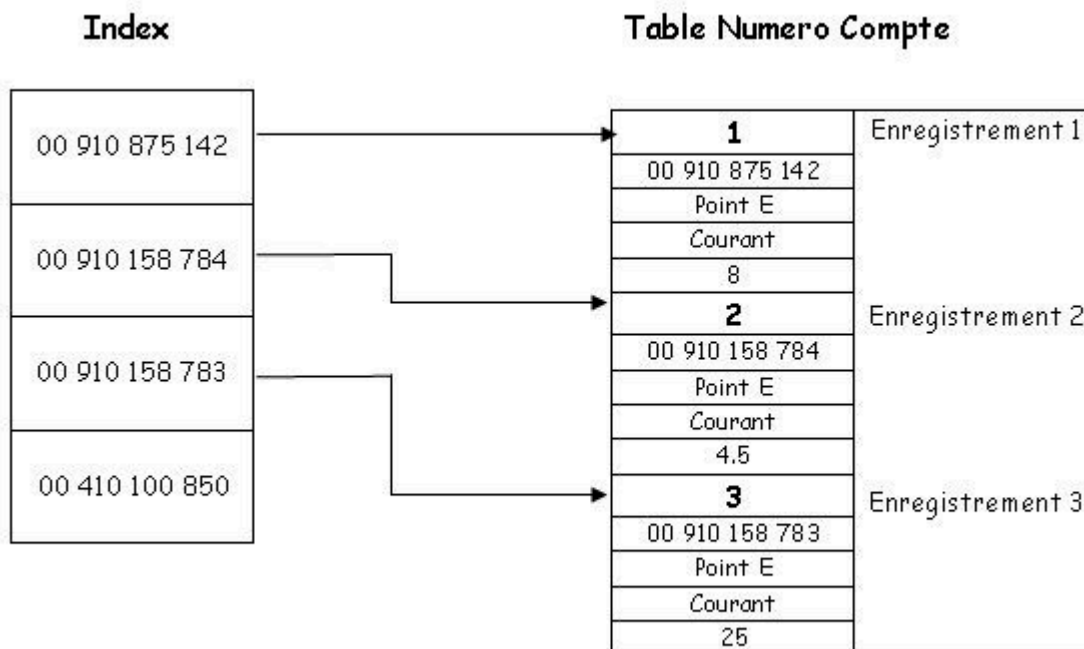 Index
Table Numero Compte
00 910 875 142
00 910 158 784
00 910 158 783
00 410 100 850
1
Enregistrement 1
00 910 875 142
Point E
Courant
8
2
Enregistrement 2
00 910 158 784
Point E
Courant
4.5
3
Enregistrement 3
00 910 158 783
Point E
Courant
25